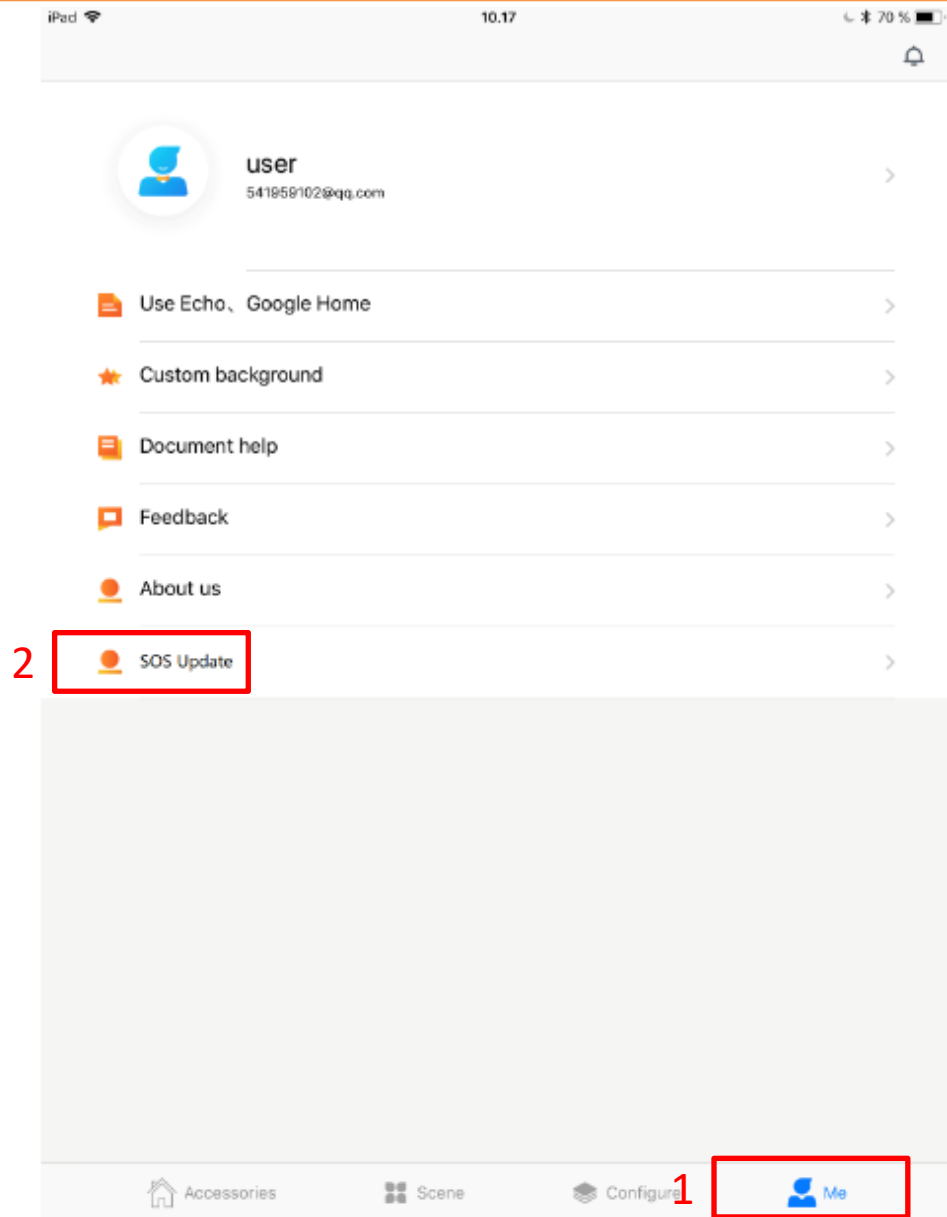 iPad 10.17 70 %
user
541959102@qq.com
Use Echo、Google Home
Custom background
Document help
Feedback
About us
2 SOS Update
Accessories Scene Configure 1 Me